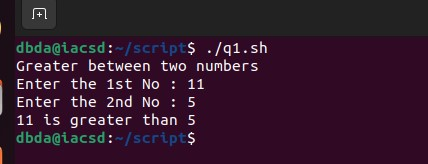 dbda@iacsd:~/script$ ./q1.sh
Greater between two numbers
Enter the 1st No : 11
Enter the 2nd No : 5
11 is greater than 5
dbda@iacsd:~/script$